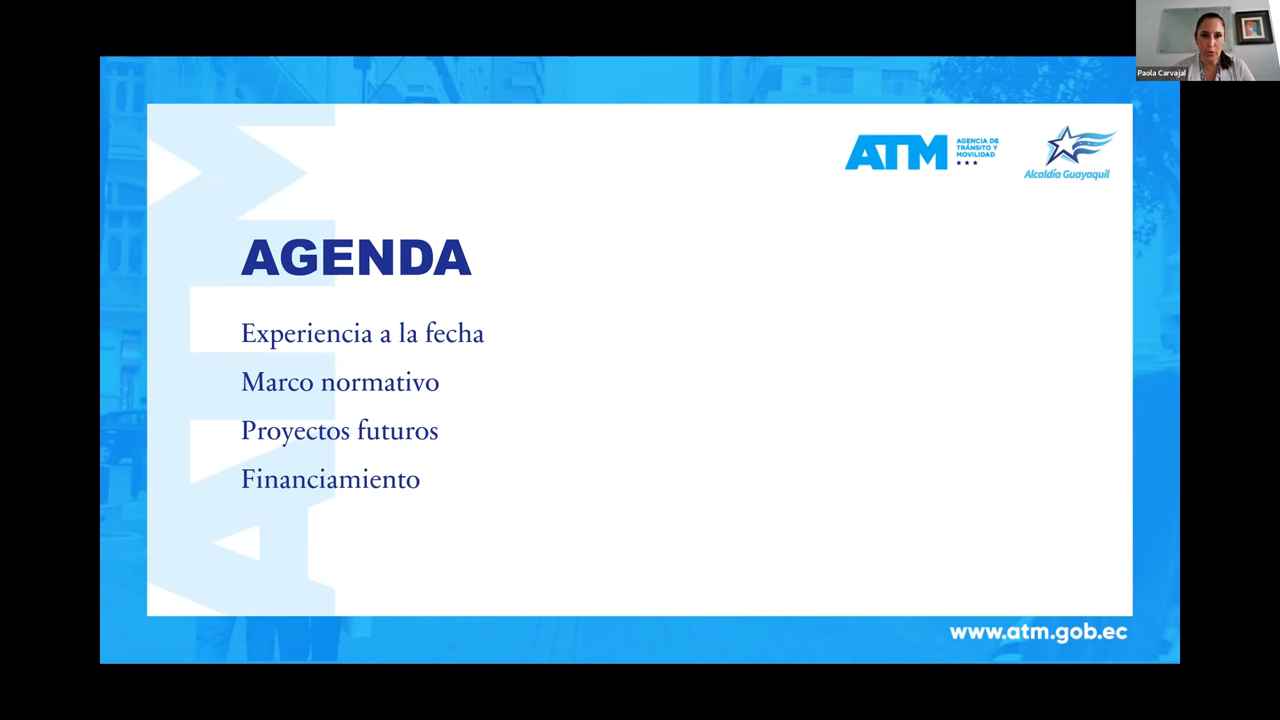 Paola Carvajal
ATM
AGENCIA DE
TRÁNSITO Y
MOVILIDAD
Alcaldía Guayaquil
ATM
AGENDA
Experiencia a la fecha
Marco normativo
Proyectos futuros
Financiamiento
www.atm.gob.ec